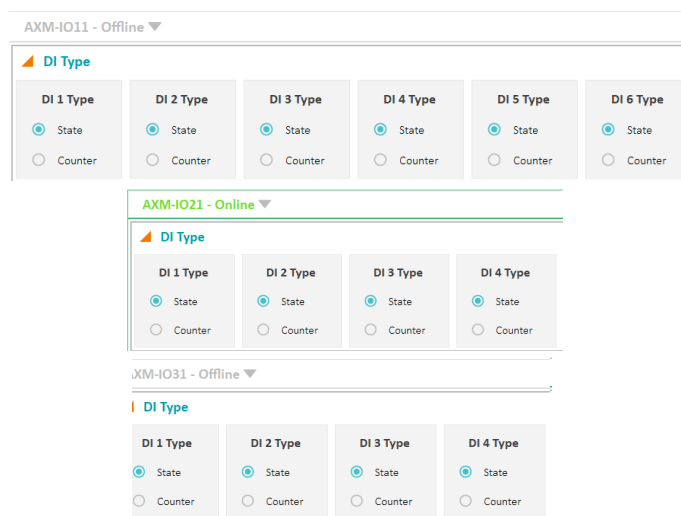 AXM-IO11 - Offline
DI Type
DI 1 Type DI 2 Type DI 3 Type DI 4 Type DI 5 Type DI 6 Type
State State State State State State
Counter Counter Counter Counter Counter Counter
AXM-IO21 - Online
DI Type
DI 1 Type DI 2 Type DI 3 Type DI 4 Type
State State State State
Counter Counter Counter Counter
XM-IO31 - Offline
DI Type
DI 1 Type DI 2 Type DI 3 Type DI 4 Type
State State State State
Counter Counter Counter Counter